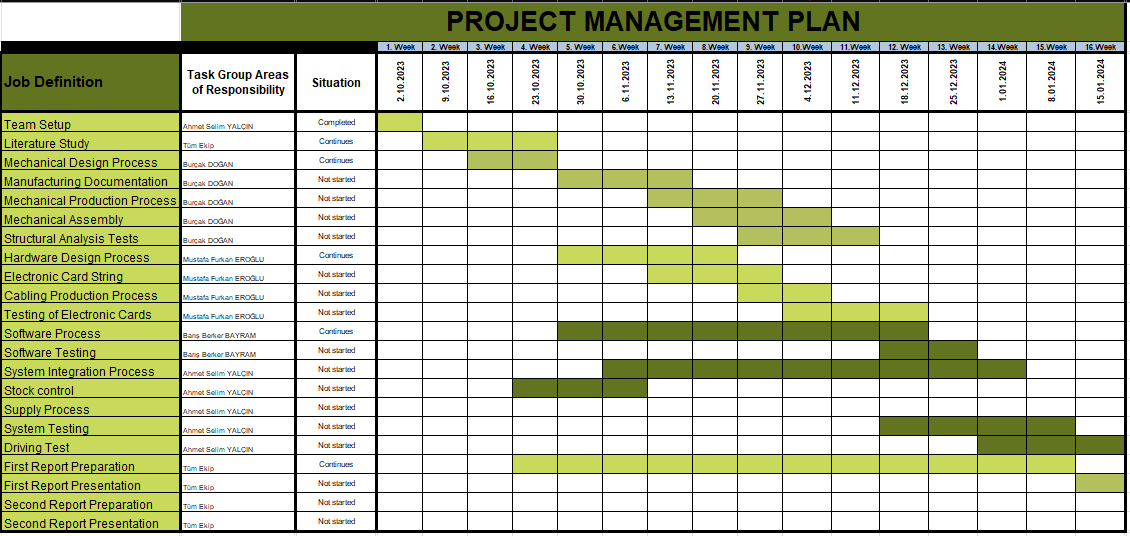 PROJECT MANAGEMENT PLAN
1. Week 2. Week 3. Week 4. Week 5. Week 6.Week 7. Week 8.Week 9. Week 10.Week 11.Week 12. Week 13. Week 14.Week 15.Week 16.Week
Job Definition Task Group Areas of Responsibility Situation 2.10.2023 9.10.2023 16.10.2023 23.10.2023 30.10.2023 6.11.2023 13.11.2023 20.11.2023 27.11.2023 4.12.2023 11.12.2023 18.12.2023 25.12.2023 1.01.2024 8.01.2024 15.01.2024
Team Setup Ahmet Selim YALÇIN Completed
Literature Study Tüm Ekip Continues
Mechanical Design Process Burçak DOĞAN Continues
Manufacturing Documentation Burçak DOĞAN Not started
Mechanical Production Process Burçak DOĞAN Not started
Mechanical Assembly Burçak DOĞAN Not started
Structural Analysis Tests Burçak DOĞAN Not started
Hardware Design Process Mustafa Furkan EROĞLU Continues
Electronic Card String Mustafa Furkan EROĞLU Not started
Cabling Production Process Mustafa Furkan EROĞLU Not started
Testing of Electronic Cards Mustafa Furkan EROĞLU Not started
Software Process Barış Berker BAYRAM Continues
Software Testing Barış Berker BAYRAM Not started
System Integration Process Ahmet Selim YALÇIN Not started
Stock control Ahmet Selim YALÇIN Not started
Supply Process Ahmet Selim YALÇIN Not started
System Testing Ahmet Selim YALÇIN Not started
Driving Test Ahmet Selim YALÇIN Not started
First Report Preparation Tüm Ekip Continues
First Report Presentation Tüm Ekip Not started
Second Report Preparation Tüm Ekip Not started
Second Report Presentation Tüm Ekip Not started